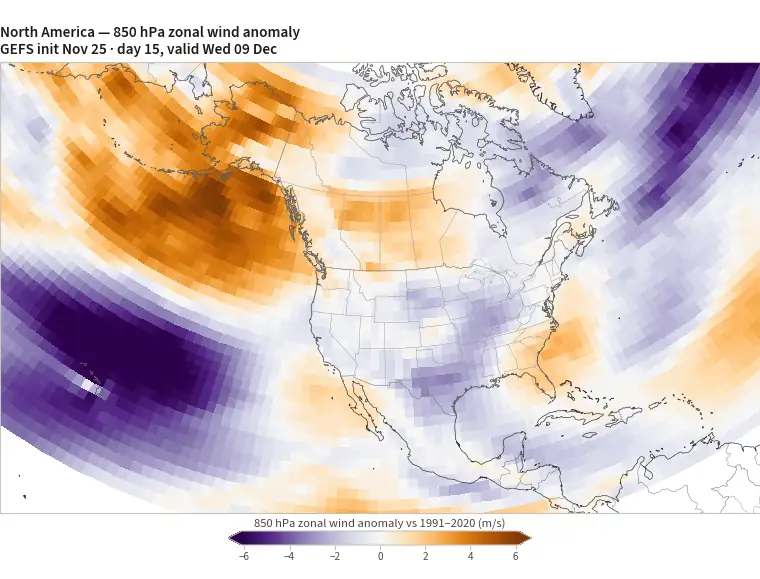 North America — 850 hPa zonal wind anomaly
GEFS init Nov 25 · day 15, valid Wed 09 Dec
850 hPa zonal wind anomaly vs 1991–2020 (m/s)
−6 −4 −2 0 2 4 6